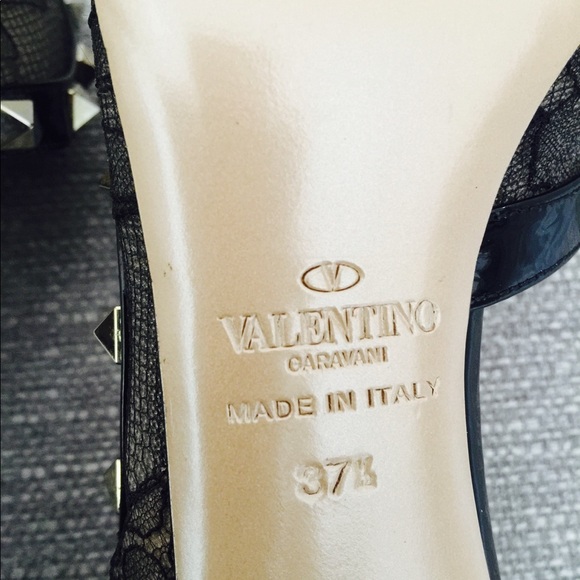 V
VALENTINO
GARAVANI
MADE IN ITALY
37½